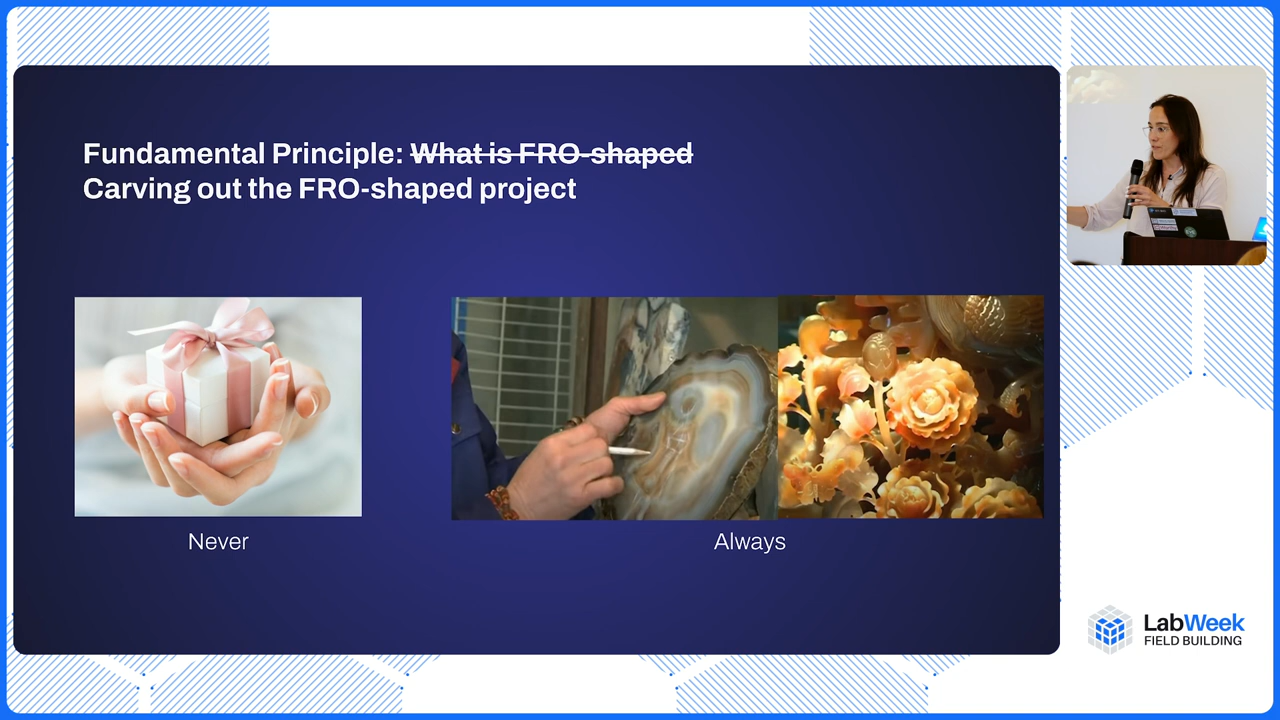 Fundamental Principle: What is FRO-shaped
Carving out the FRO-shaped project
Never
Always
LabWeek
FIELD BUILDING